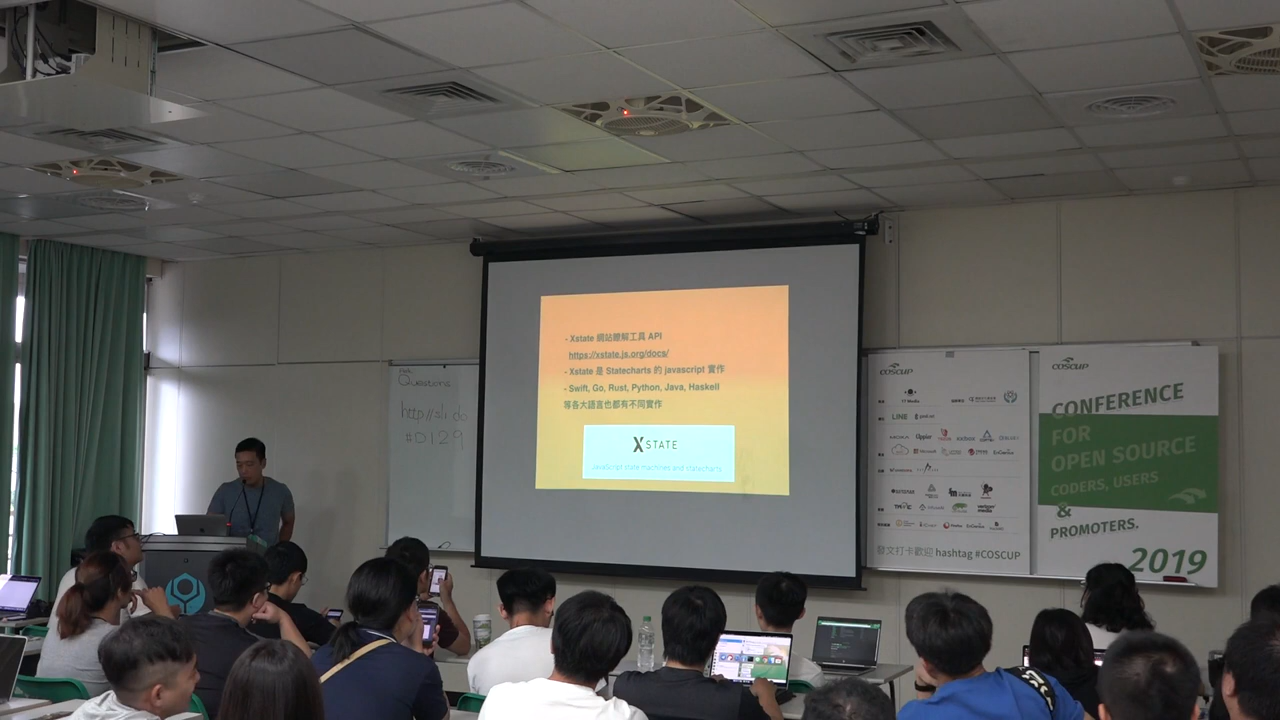 - Xstate 網站瞭解工具 API
https://xstate.js.org/docs/
- Xstate 是 Statecharts 的 javascript 實作
- Swift, Go, Rust, Python, Java, Haskell
等各大語言也都有不同實作
XSTATE
JavaScript state machines and statecharts
Questions
http://sli.do
#0129
COSCUP
LINE
Microsoft
發文打卡歡迎 hashtag #COSCUP
COSCUP
CONFERENCE
FOR
OPEN SOURCE
CODERS, USERS
&
PROMOTERS.
2019